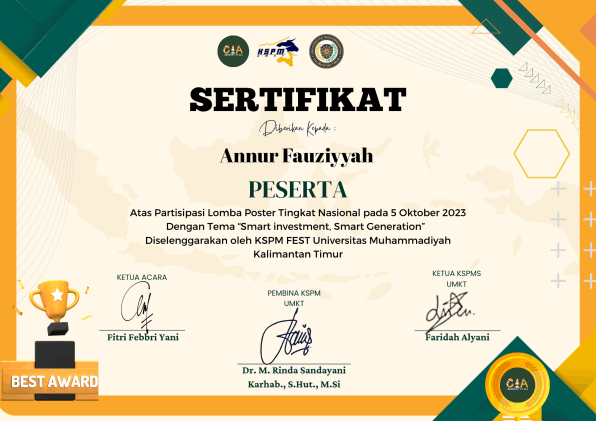 CIA
KSPM
SERTIFIKAT
Diberikan Kepada :
Annur Fauziyyah
PESERTA
Atas Partisipasi Lomba Poster Tingkat Nasional pada 5 Oktober 2023
Dengan Tema "Smart investment, Smart Generation"
Diselenggarakan oleh KSPM FEST Universitas Muhammadiyah
Kalimantan Timur
KETUA ACARA
Fitri Febbri Yani
PEMBINA KSPM
UMKT
Dr. M. Rinda Sandayani
Karhab., S.Hut., M.Si
KETUA KSPMS
UMKT
Faridah Alyani
BEST AWARD
CIA